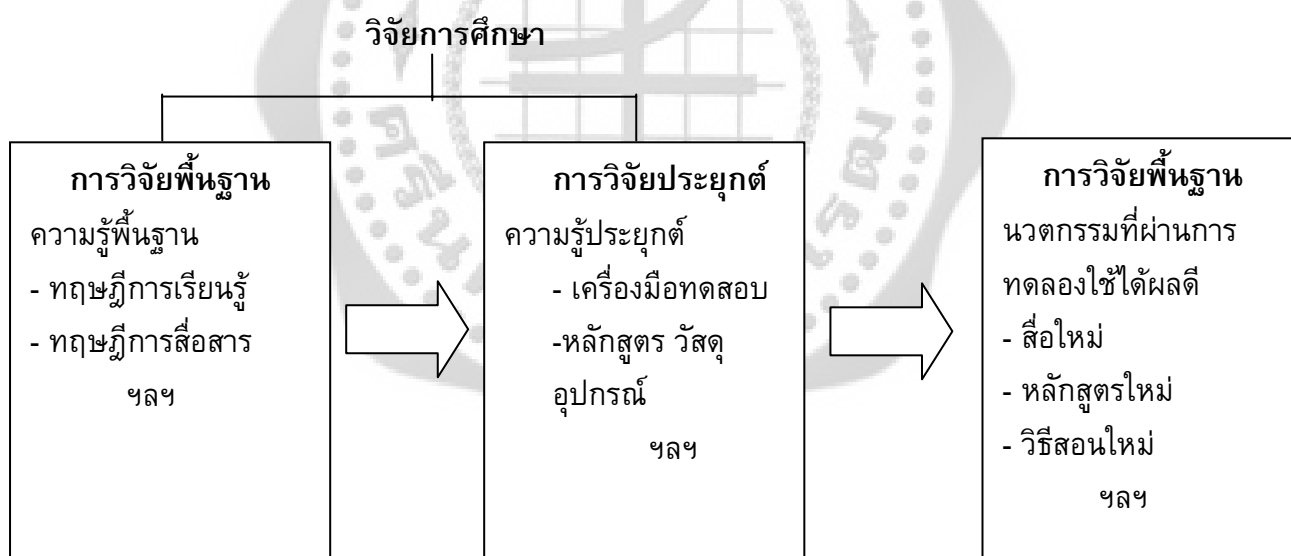 วิจัยการศึกษา
การวิจัยพื้นฐาน
ความรู้พื้นฐาน
- ทฤษฎีการเรียนรู้
- ทฤษฎีการสื่อสาร
ฯลฯ
การวิจัยประยุกต์
ความรู้ประยุกต์
- เครื่องมือทดสอบ
-หลักสูตร วัสดุ
อุปกรณ์
ฯลฯ
การวิจัยพื้นฐาน
นวตกรรมที่ผ่านการ
ทดลองใช้ได้ผลดี
- สื่อใหม่
- หลักสูตรใหม่
- วิธีสอนใหม่
ฯลฯ